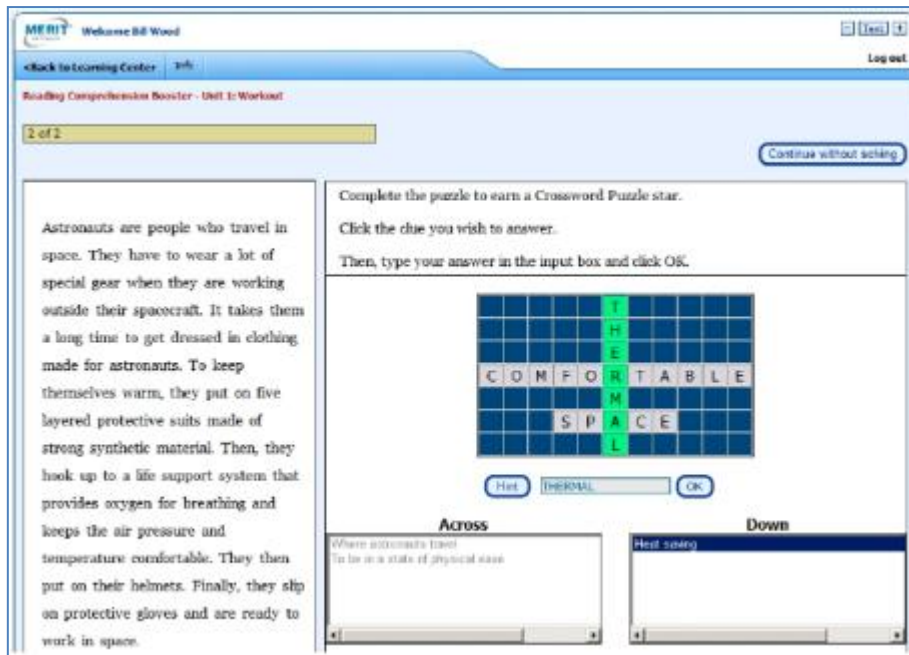 MERIT Welcome Bill Wood
- Text +
<Back to Learning Center Info
Log out
Reading Comprehension Booster - Unit 1: Workout
2 of 2
Continue without solving
Astronauts are people who travel in
space. They have to wear a lot of
special gear when they are working
outside their spacecraft. It takes them
a long time to get dressed in clothing
made for astronauts. To keep
themselves warm, they put on five
layered protective suits made of
strong synthetic material. Then, they
hook up to a life support system that
provides oxygen for breathing and
keeps the air pressure and
temperature comfortable. They then
put on their helmets. Finally, they slip
on protective gloves and are ready to
work in space.
Complete the puzzle to earn a Crossword Puzzle star.
Click the clue you wish to answer.
Then, type your answer in the input box and click OK.
T
H
E
C O M F O R T A B L E
M
S P A C E
L
Hint THERMAL OK
Across
Where astronauts travel
To be in a state of physical ease
Down
Heat saving